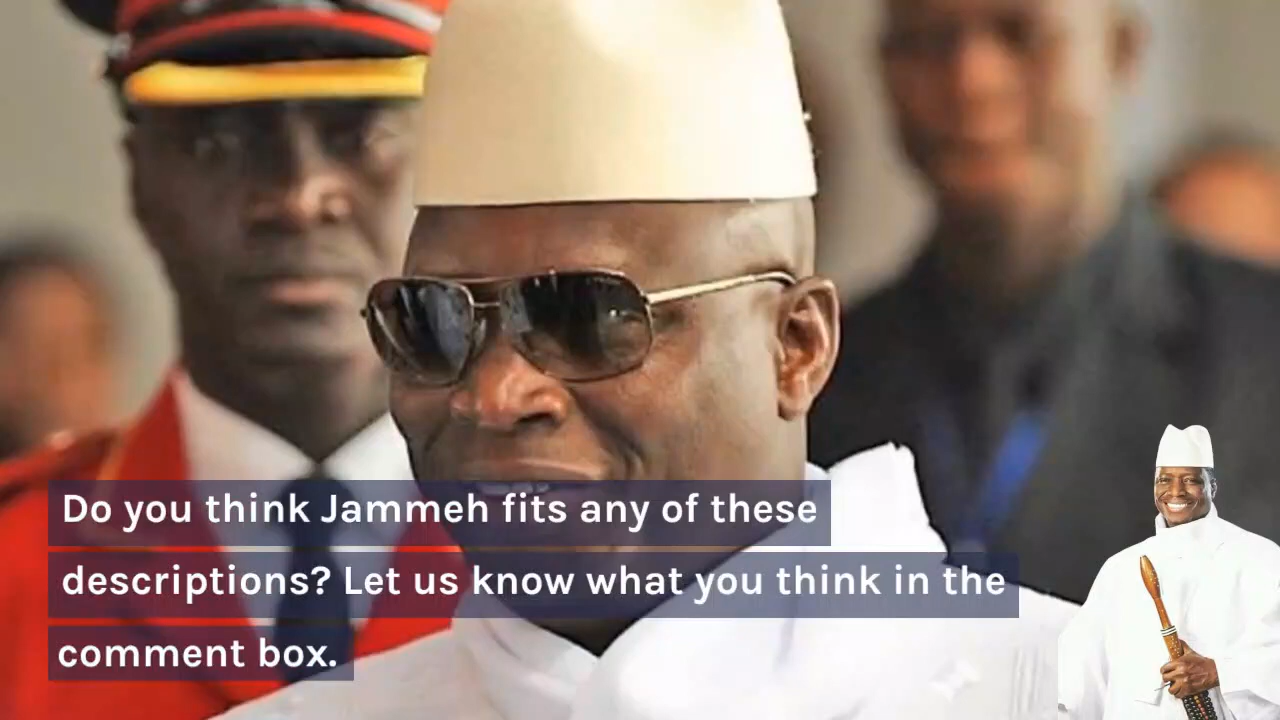 Do you think Jammeh fits any of these
descriptions? Let us know what you think in the
comment box.